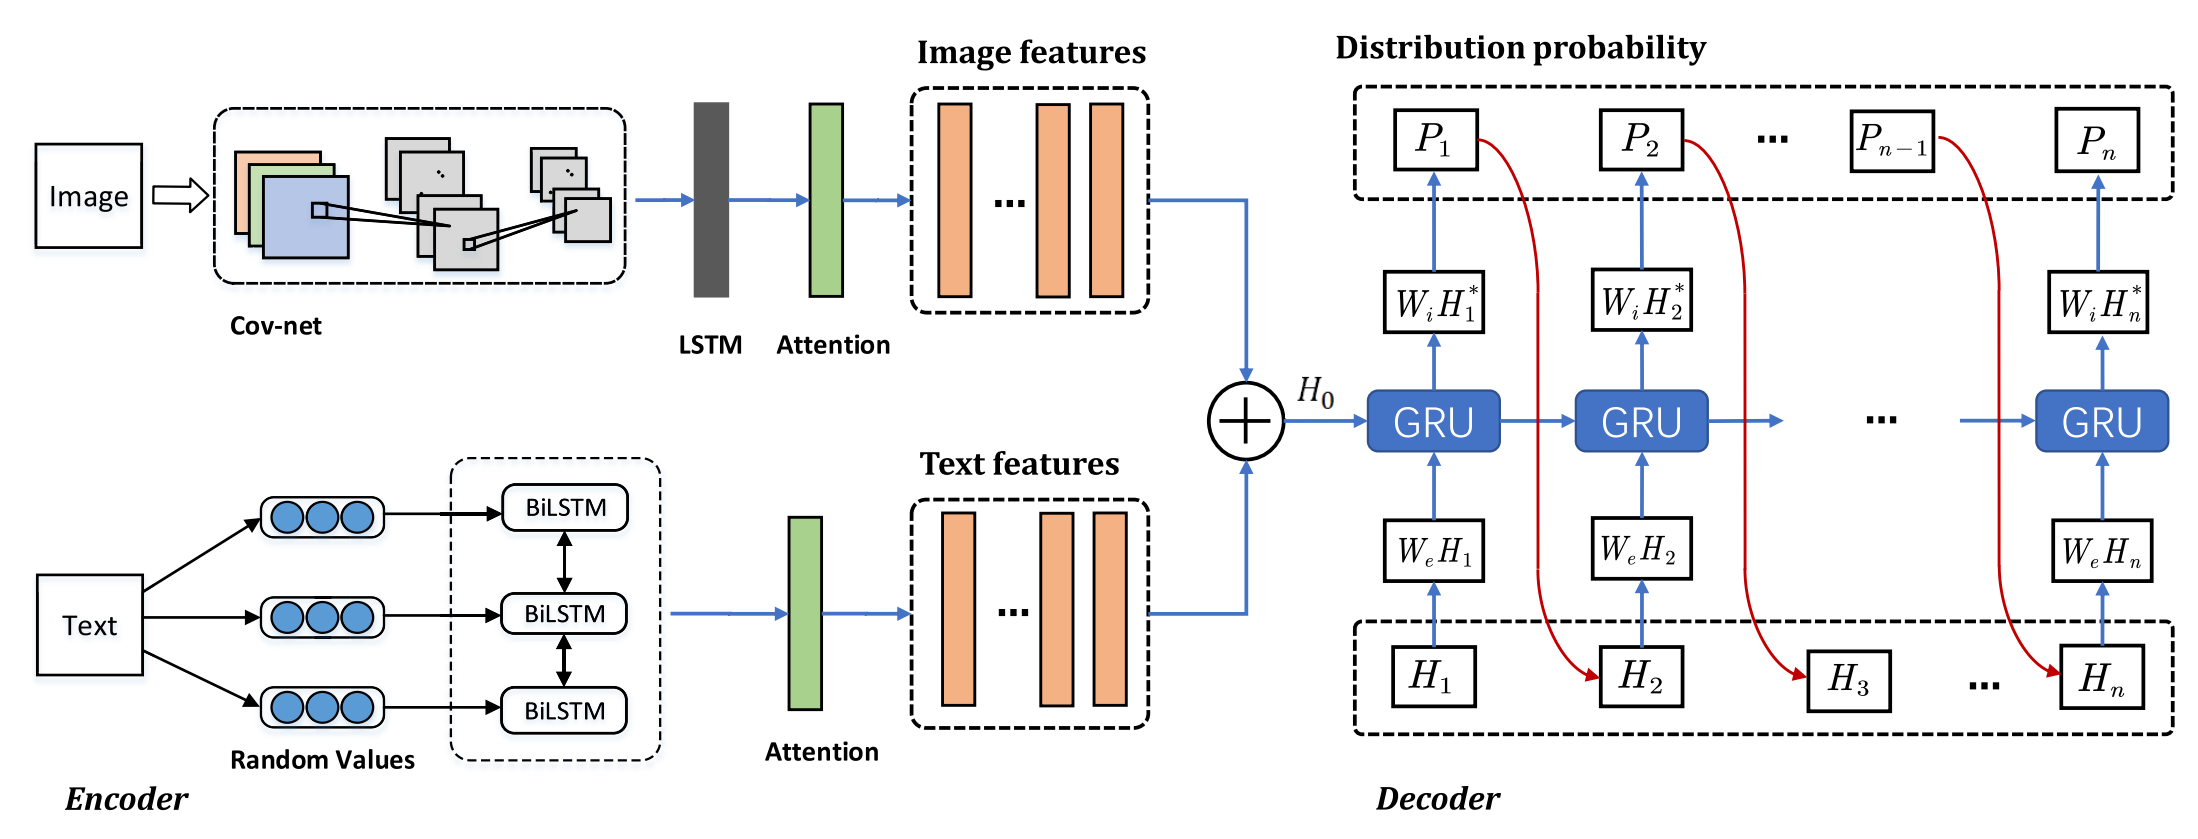 Image features
Distribution probability
Image
Cov-net
LSTM
Attention
...
P_1
P_2
...
P_{n-1}
P_n
W_i H_1^*
W_i H_2^*
W_i H_n^*
H_0
GRU
GRU
...
GRU
Text features
Text
BiLSTM
BiLSTM
BiLSTM
Random Values
Attention
...
W_e H_1
W_e H_2
W_e H_n
H_1
H_2
H_3
...
H_n
Encoder
Decoder